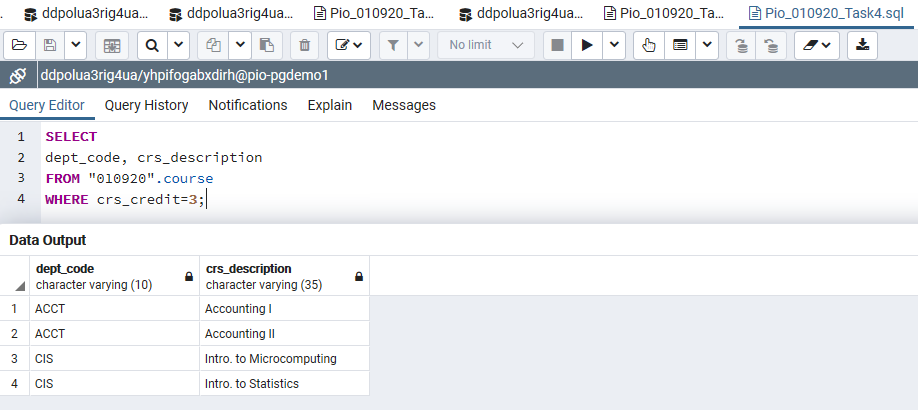 ddpolua3rig4ua... ddpolua3rig4ua... Pio_010920_Ta... ddpolua3rig4ua... Pio_010920_Ta... Pio_010920_Task4.sql
No limit
ddpolua3rig4ua/yhpifogabxdirh@pio-pgdemo1
Query Editor Query History Notifications Explain Messages
1 SELECT
2 dept_code, crs_description
3 FROM "010920".course
4 WHERE crs_credit=3;
Data Output
dept_code crs_description
character varying (10) character varying (35)
1 ACCT Accounting I
2 ACCT Accounting II
3 CIS Intro. to Microcomputing
4 CIS Intro. to Statistics